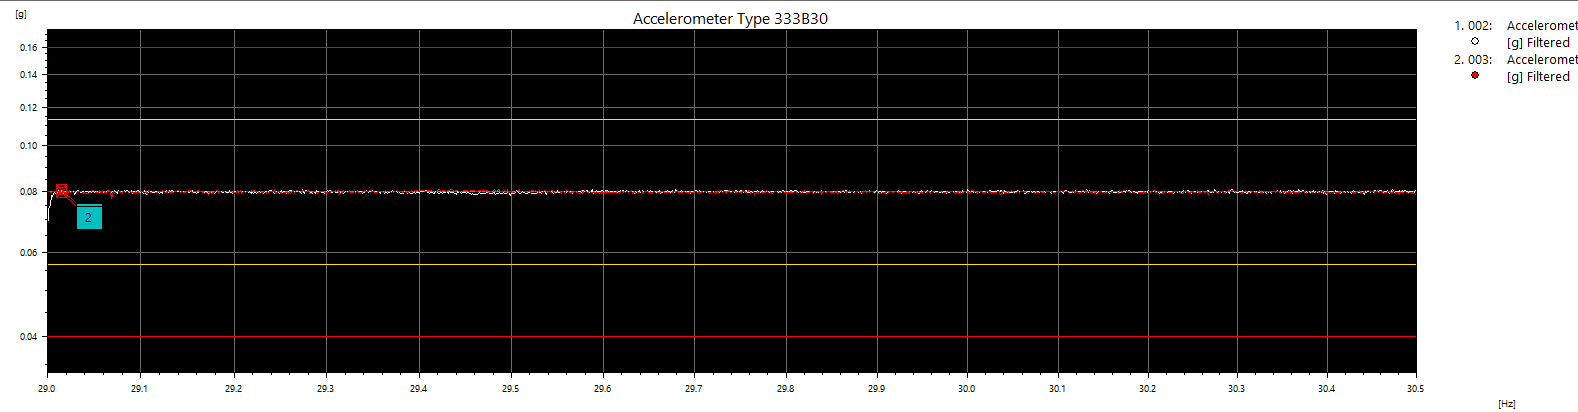 [g]
Accelerometer Type 333B30
1. 002: Acceleromet
[g] Filtered
2. 003: Acceleromet
[g] Filtered
0.16
0.14
0.12
0.10
0.08
0.06
0.04
2
29.0 29.1 29.2 29.3 29.4 29.5 29.6 29.7 29.8 29.9 30.0 30.1 30.2 30.3 30.4 30.5
[Hz]